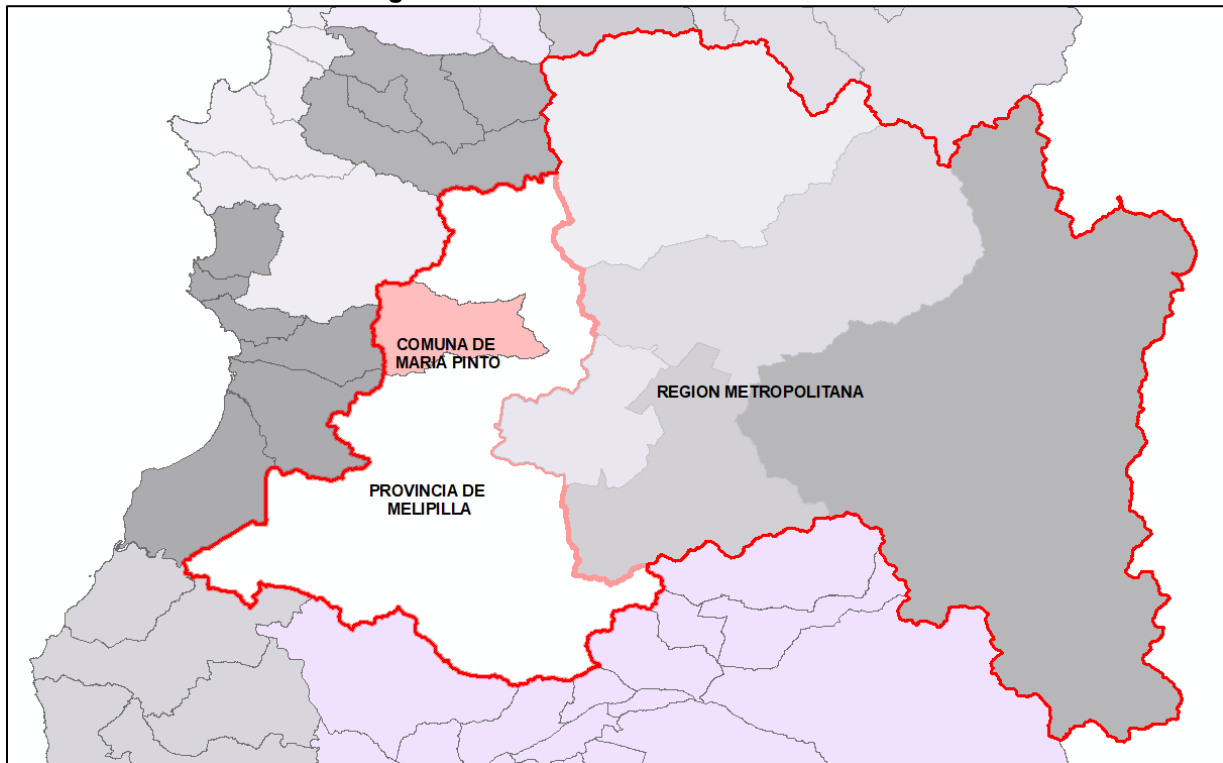 COMUNA DE
MARIA PINTO
REGION METROPOLITANA
PROVINCIA DE
MELIPILLA